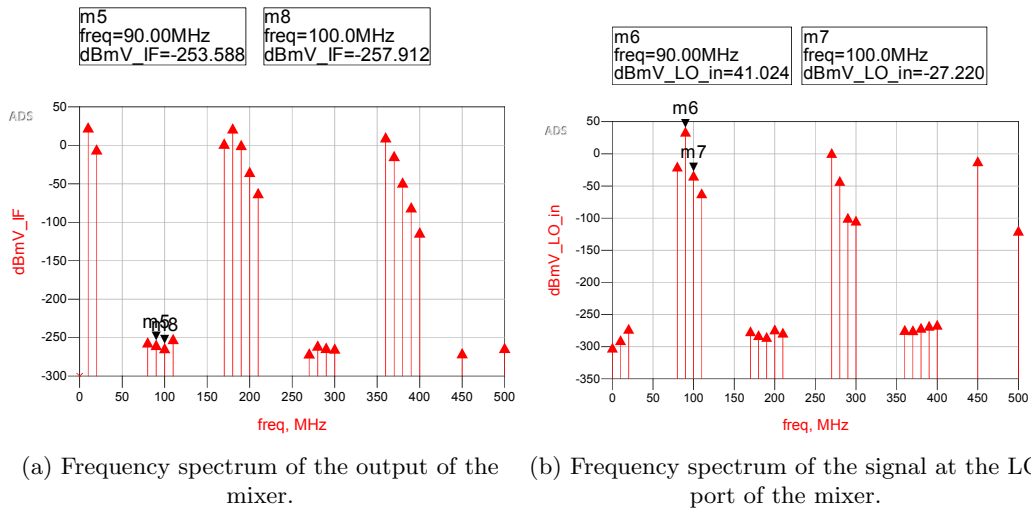 m5
freq=90.00MHz
dBmV_IF=-253.588
m8
freq=100.0MHz
dBmV_IF=-257.912
ADS
50
0
-50
-100
-150
-200
-250
-300
dBmV_IF
m5
m8
0
50
100
150
200
250
300
350
400
450
500
freq, MHz
(a) Frequency spectrum of the output of the
mixer.
m6
freq=90.00MHz
dBmV_LO_in=41.024
m7
freq=100.0MHz
dBmV_LO_in=-27.220
ADS
50
0
-50
-100
-150
-200
-250
-300
-350
dBmV_LO_in
m6
m7
0
50
100
150
200
250
300
350
400
450
500
freq, MHz
(b) Frequency spectrum of the signal at the LO
port of the mixer.